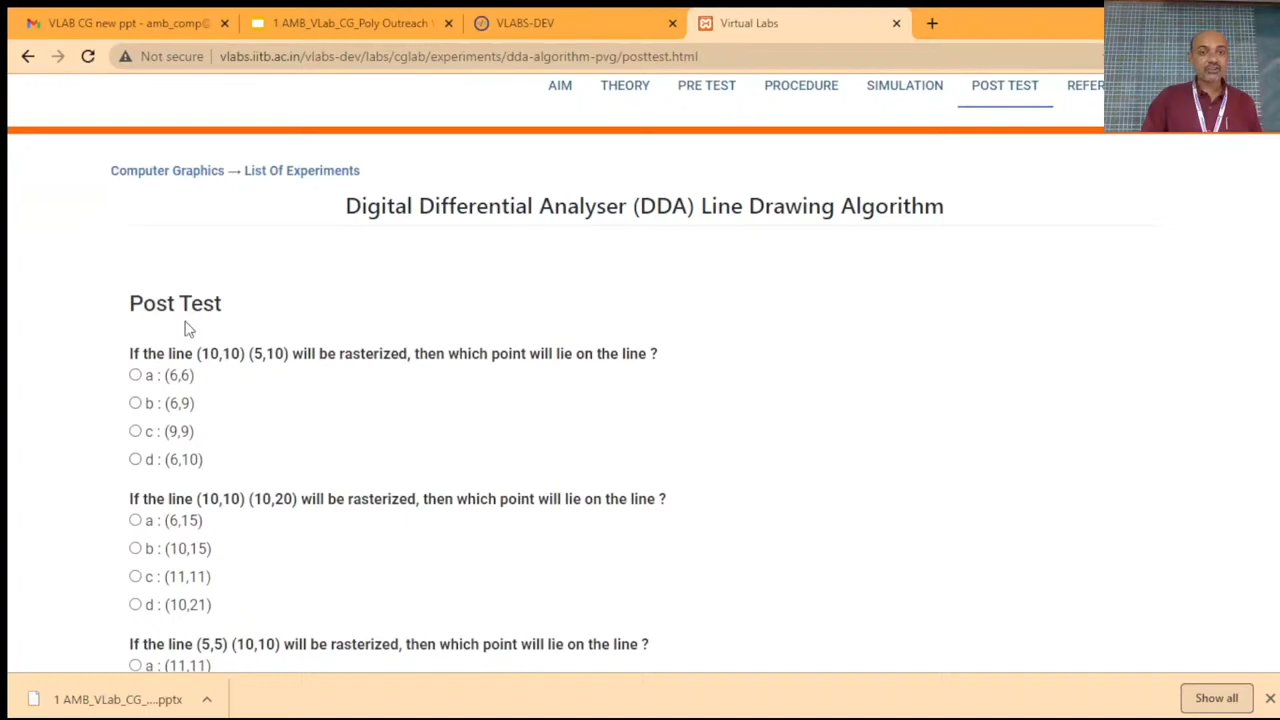 VLAB CG new ppt - amb_comp@
1 AMB_VLab_CG_Poly Outreach
VLABS-DEV
Virtual Labs
Not secure
vlabs.iitb.ac.in/vlabs-dev/labs/cglab/experiments/dda-algorithm-pvg/posttest.html
AIM THEORY PRE TEST PROCEDURE SIMULATION POST TEST REFER
Computer Graphics → List Of Experiments
Digital Differential Analyser (DDA) Line Drawing Algorithm
Post Test
If the line (10,10) (5,10) will be rasterized, then which point will lie on the line ?
a : (6,6)
b : (6,9)
c : (9,9)
d : (6,10)
If the line (10,10) (10,20) will be rasterized, then which point will lie on the line ?
a : (6,15)
b : (10,15)
c : (11,11)
d : (10,21)
If the line (5,5) (10,10) will be rasterized, then which point will lie on the line ?
a : (11,11)
1 AMB_VLab_CG_....pptx
Show all